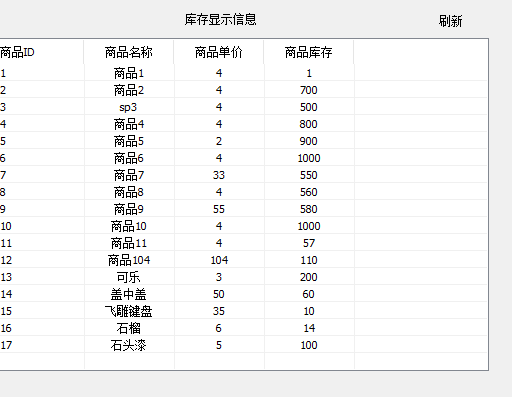 库存显示信息 刷新
商品ID 商品名称 商品单价 商品库存
1 商品1 4 1
2 商品2 4 700
3 sp3 4 500
4 商品4 4 800
5 商品5 2 900
6 商品6 4 1000
7 商品7 33 550
8 商品8 4 560
9 商品9 55 580
10 商品10 4 1000
11 商品11 4 57
12 商品104 104 110
13 可乐 3 200
14 盖中盖 50 60
15 飞雕键盘 35 10
16 石榴 6 14
17 石头漆 5 100